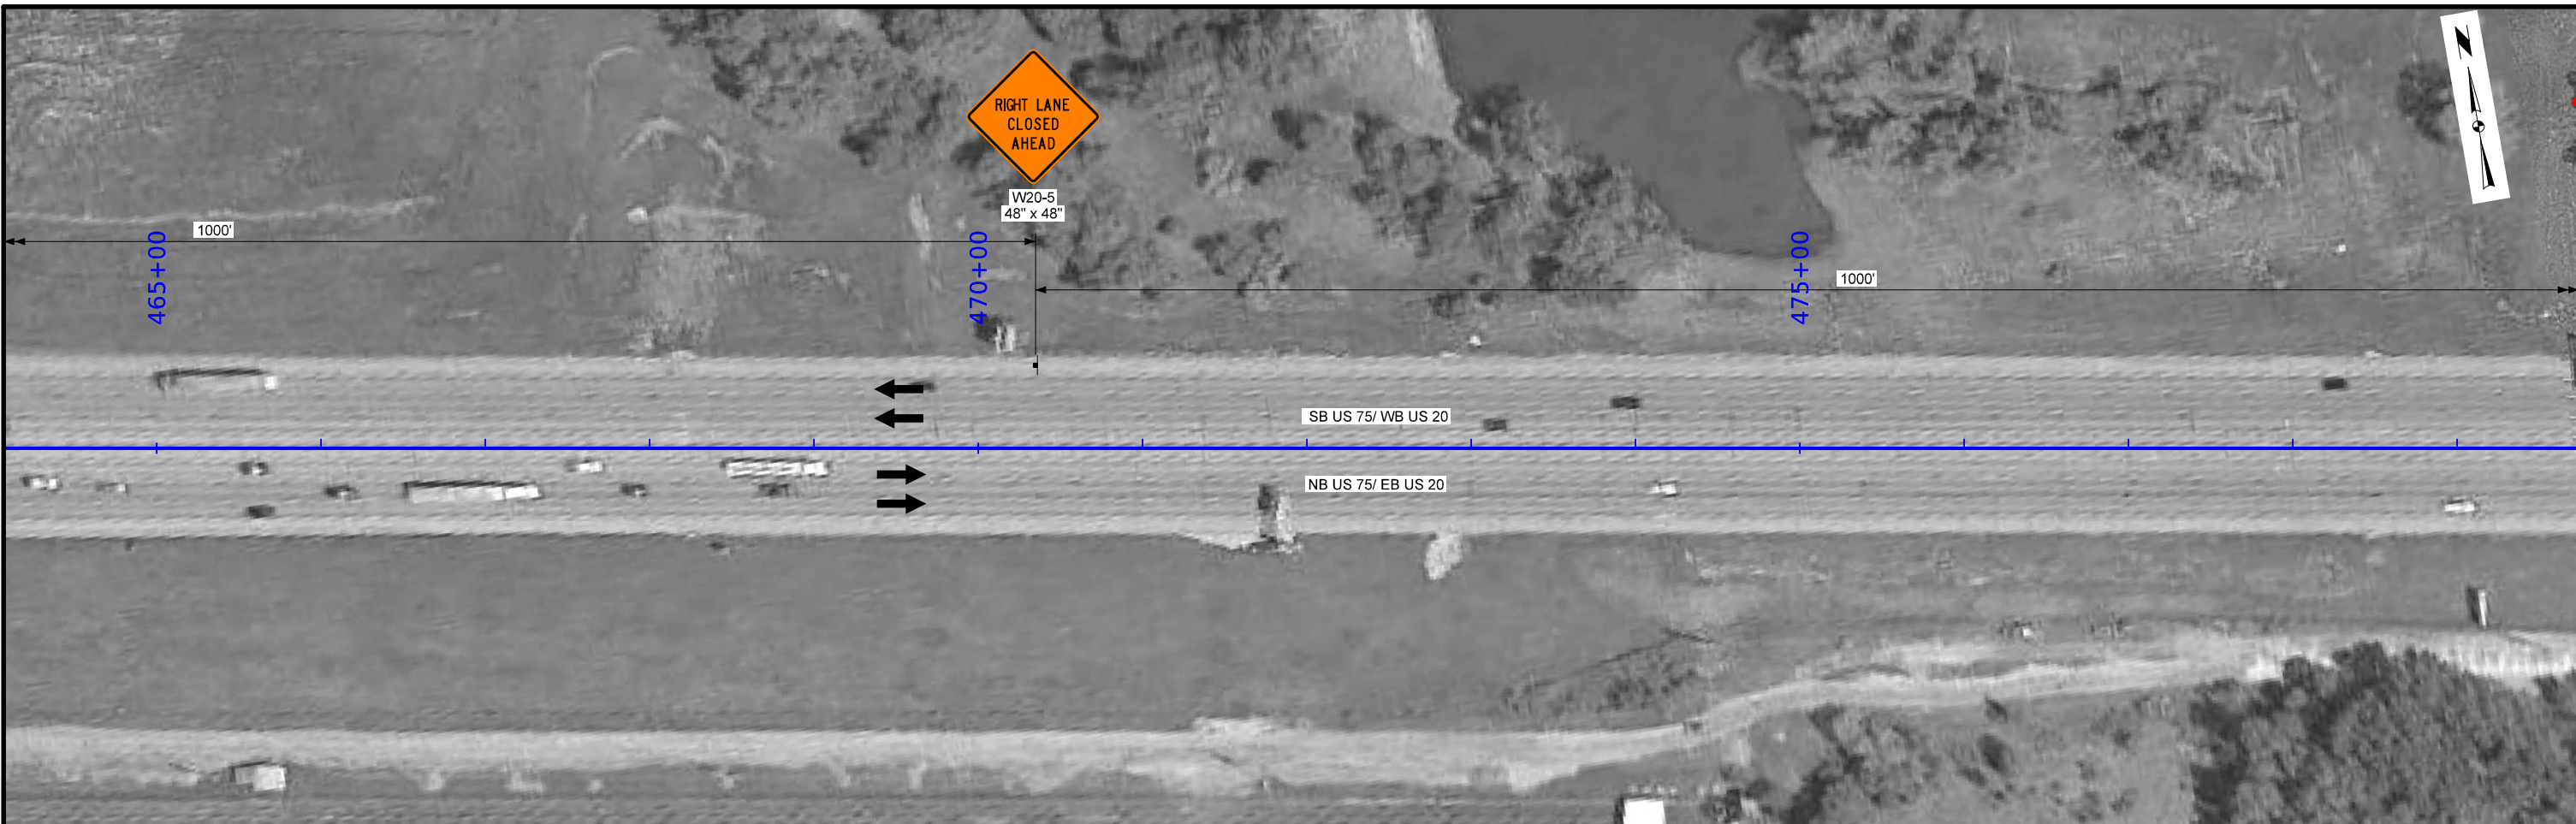 RIGHT LANE
CLOSED
AHEAD
W20-5
48" x 48"
1000'
465+00
470+00
475+00
1000'
SB US 75/ WB US 20
NB US 75/ EB US 20
N